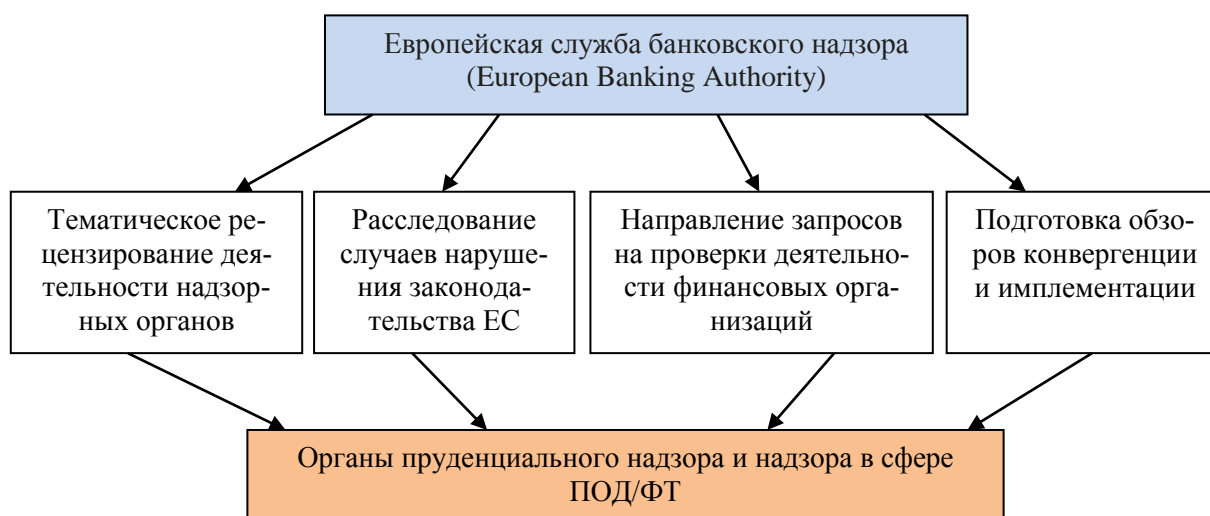 Европейская служба банковского надзора
(European Banking Authority)
Тематическое ре-
цензирование дея-
тельности надзор-
ных органов
Расследование
случаев наруше-
ния законода-
тельства ЕС
Направление запросов
на проверки деятельно-
сти финансовых орга-
низаций
Подготовка обзо-
ров конвергенции
и имплементации
Органы пруденциального надзора и надзора в сфере
ПОД/ФТ